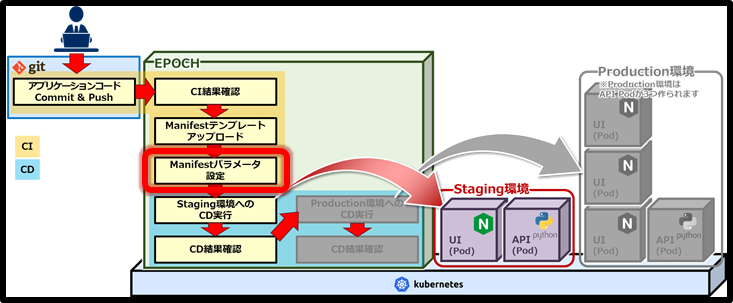 git
アプリケーションコード
Commit & Push
CI
CD
EPOCH
CI結果確認
Manifestテンプレート
アップロード
Manifestパラメータ
設定
Staging環境への
CD実行
CD結果確認
Production環境への
CD実行
CD結果確認
Staging環境
N
UI
(Pod)
python
API
(Pod)
Production環境
※Production環境は
API Podが3つ作られます
N
UI
(Pod)
N
UI
(Pod)
N
UI
(Pod)
python
API
(Pod)
kubernetes